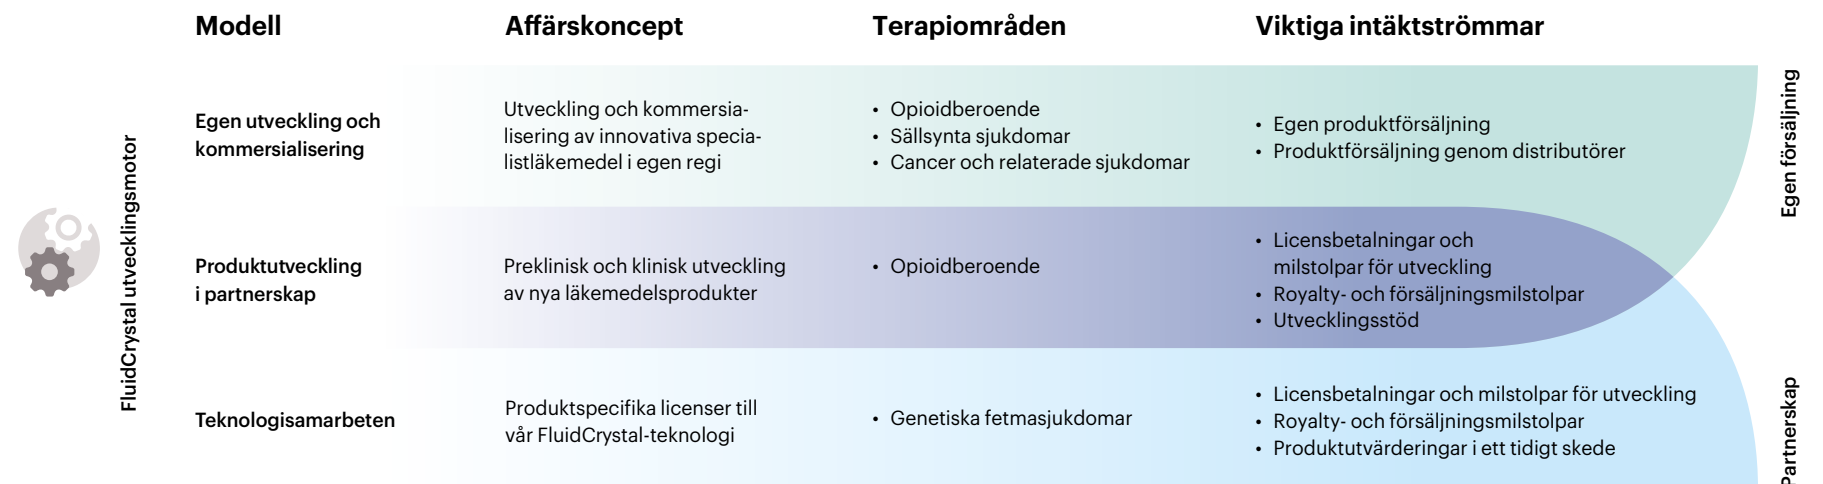 Modell
Affärskoncept
Terapiområden
Viktiga intäktströmmar
FluidCrystal utvecklingsmotor
Egen utveckling och
kommersialisering
Utveckling och kommersia-
lisering av innovativa specia-
listläkemedel i egen regi
• Opioidberoende
• Sällsynta sjukdomar
• Cancer och relaterade sjukdomar
• Egen produktförsäljning
• Produktförsäljning genom distributörer
Egen försäljning
Produktutveckling
i partnerskap
Preklinisk och klinisk utveckling
av nya läkemedelsprodukter
• Opioidberoende
• Licensbetalningar och
milstolpar för utveckling
• Royalty- och försäljningsmilstolpar
• Utvecklingsstöd
Teknologisamarbeten
Produktspecifika licenser till
vår FluidCrystal-teknologi
• Genetiska fetmasjukdomar
• Licensbetalningar och milstolpar för utveckling
• Royalty- och försäljningsmilstolpar
• Produktutvärderingar i ett tidigt skede
Partnerskap